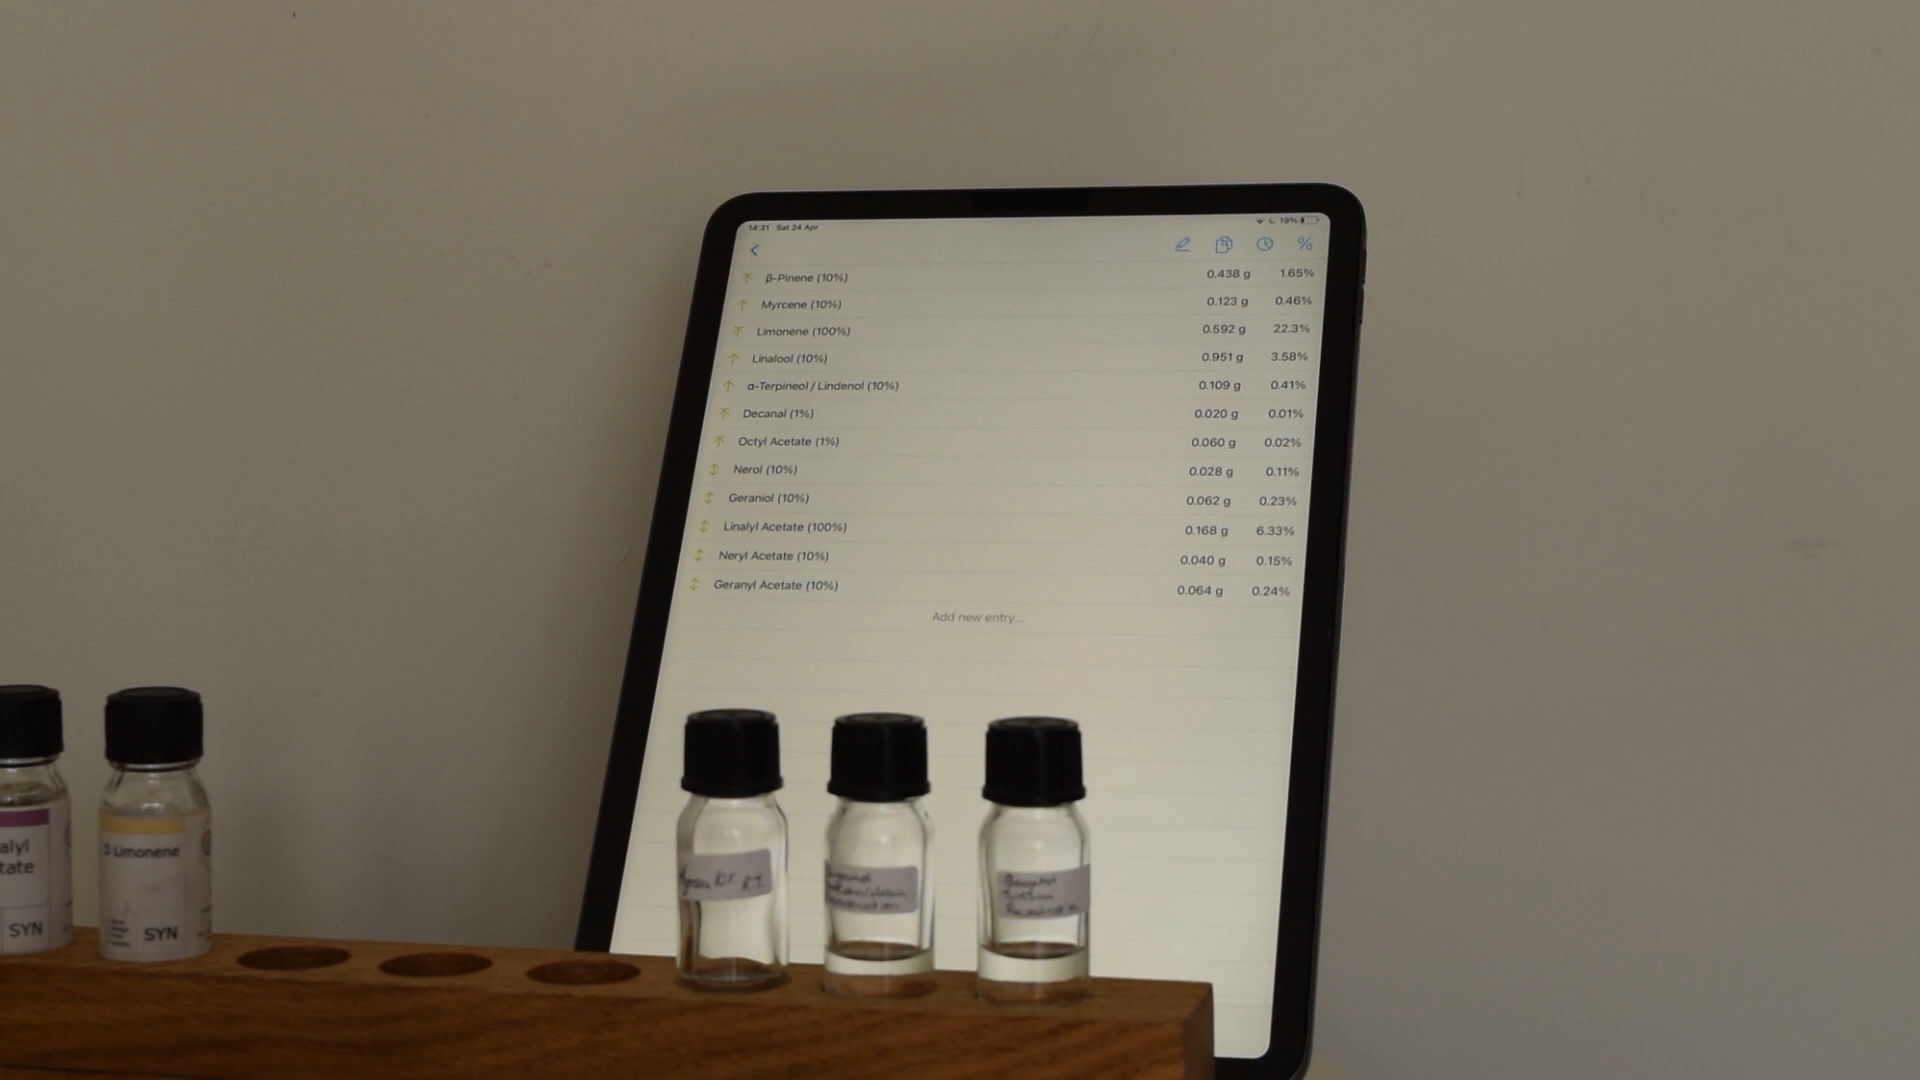 14:31 Sat 24 Apr
19%
%
β-Pinene (10%) 0.438 g 1.65%
Myrcene (10%) 0.123 g 0.46%
Limonene (100%) 0.592 g 22.3%
Linalool (10%) 0.951 g 3.58%
α-Terpineol / Lindenol (10%) 0.109 g 0.41%
Decanal (1%) 0.020 g 0.01%
Octyl Acetate (1%) 0.060 g 0.02%
Nerol (10%) 0.028 g 0.11%
Geraniol (10%) 0.062 g 0.23%
Linalyl Acetate (100%) 0.168 g 6.33%
Neryl Acetate (10%) 0.040 g 0.15%
Geranyl Acetate (10%) 0.064 g 0.24%
Add new entry...
alyl
tate
SYN
D Limonene
SYN
10%